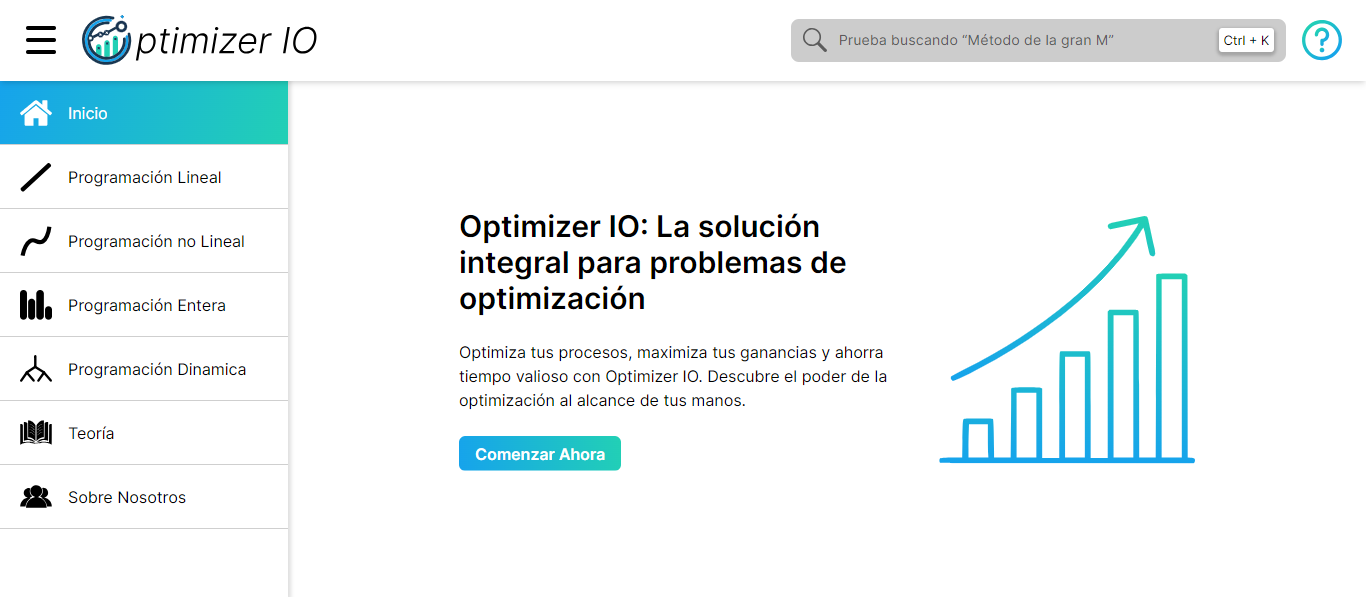 Optimizer IO
Prueba buscando “Método de la gran M”
Ctrl + K
?
Inicio
Programación Lineal
Programación no Lineal
Programación Entera
Programación Dinamica
Teoría
Sobre Nosotros
Optimizer IO: La solución
integral para problemas de
optimización
Optimiza tus procesos, maximiza tus ganancias y ahorra
tiempo valioso con Optimizer IO. Descubre el poder de la
optimización al alcance de tus manos.
Comenzar Ahora